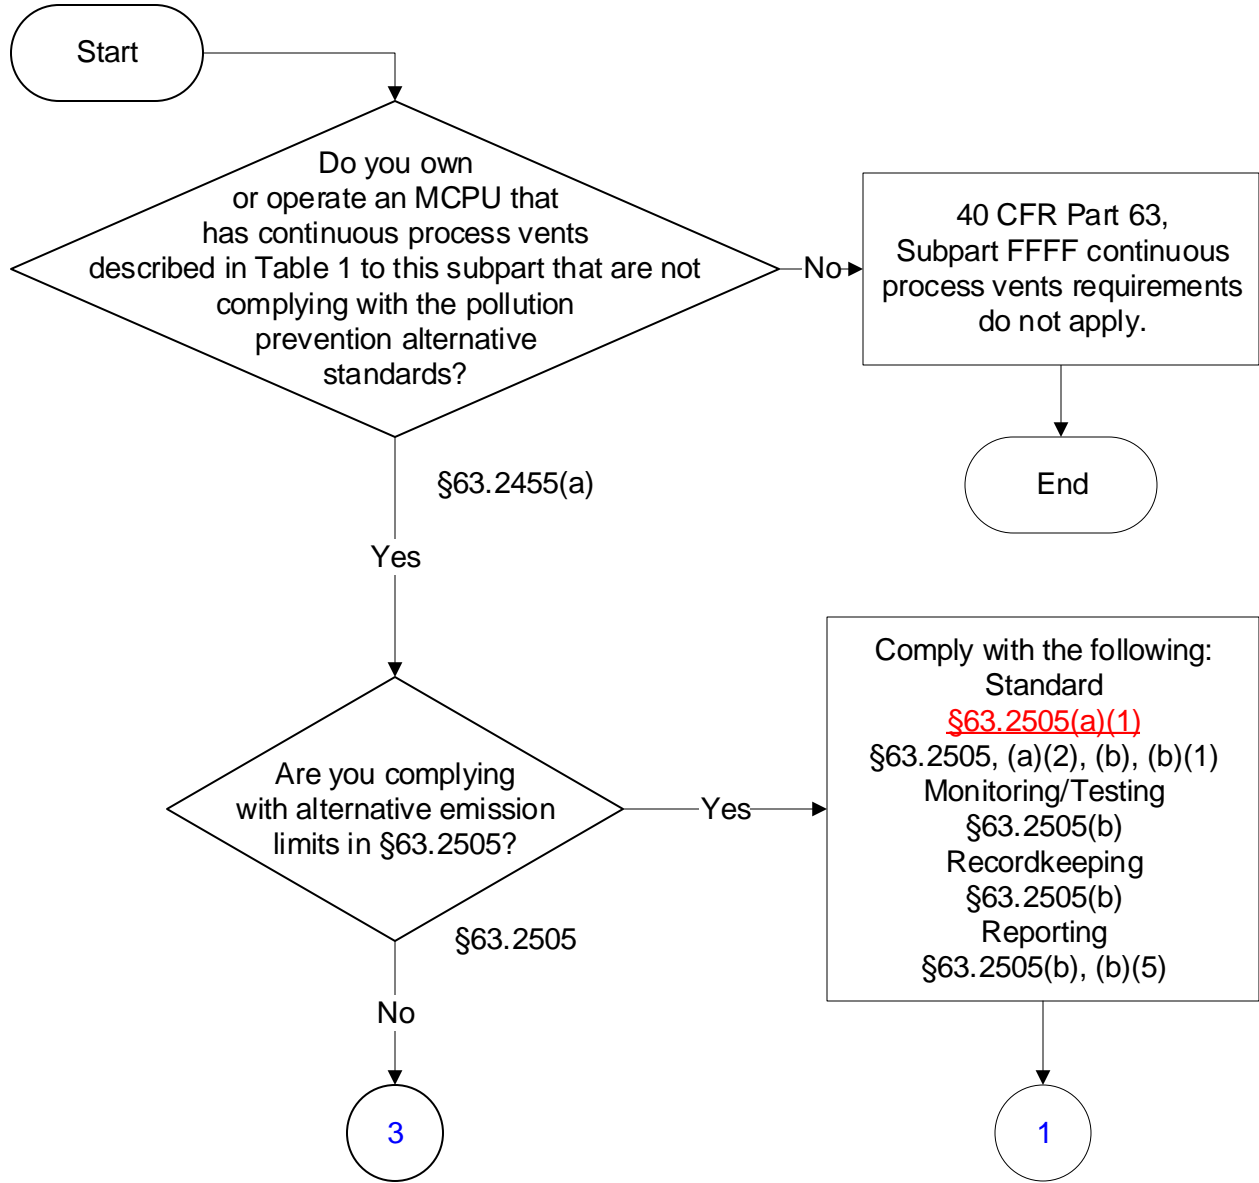 Start
Do you own
or operate an MCPU that
has continuous process vents
described in Table 1 to this subpart that are not
complying with the pollution
prevention alternative
standards?
No
40 CFR Part 63,
Subpart FFFF continuous
process vents requirements
do not apply.
End
§63.2455(a)
Yes
Are you complying
with alternative emission
limits in §63.2505?
Yes
Comply with the following:
Standard
§63.2505(a)(1)
§63.2505, (a)(2), (b), (b)(1)
Monitoring/Testing
§63.2505(b)
Recordkeeping
§63.2505(b)
Reporting
§63.2505(b), (b)(5)
§63.2505
No
3
1